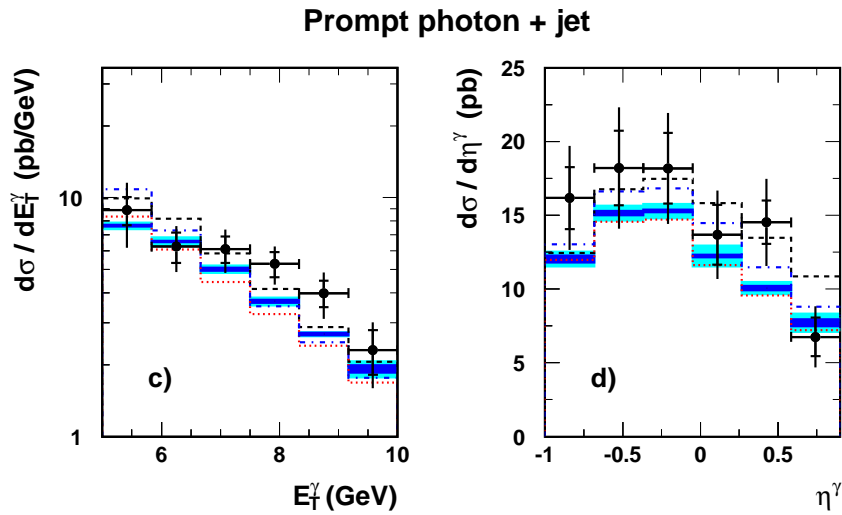 Prompt photon + jet
dσ / dE_T^γ (pb/GeV)
10
1
c)
6 8 10
E_T^γ (GeV)
dσ / dη^γ (pb)
25
20
15
10
5
0
d)
-1 -0.5 0 0.5
η^γ